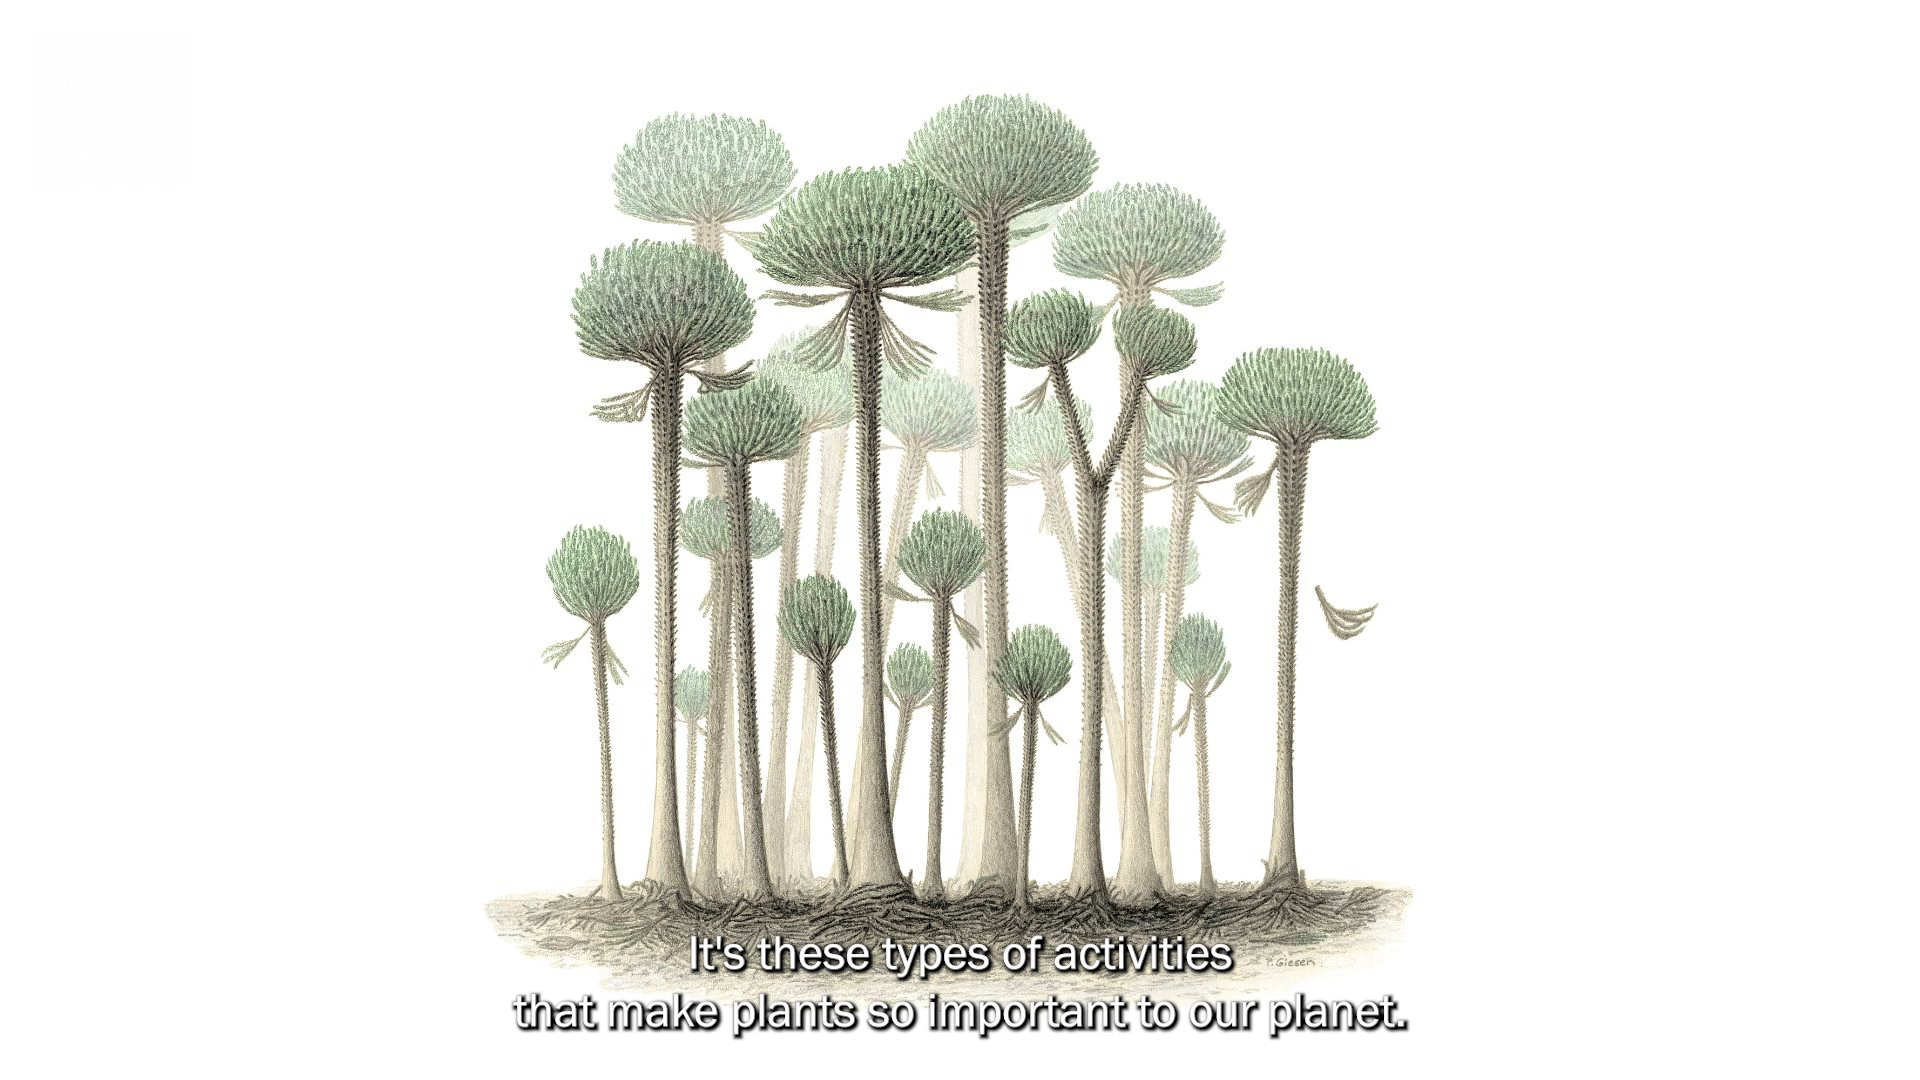 P. Giesen
It's these types of activities
that make plants so important to our planet.